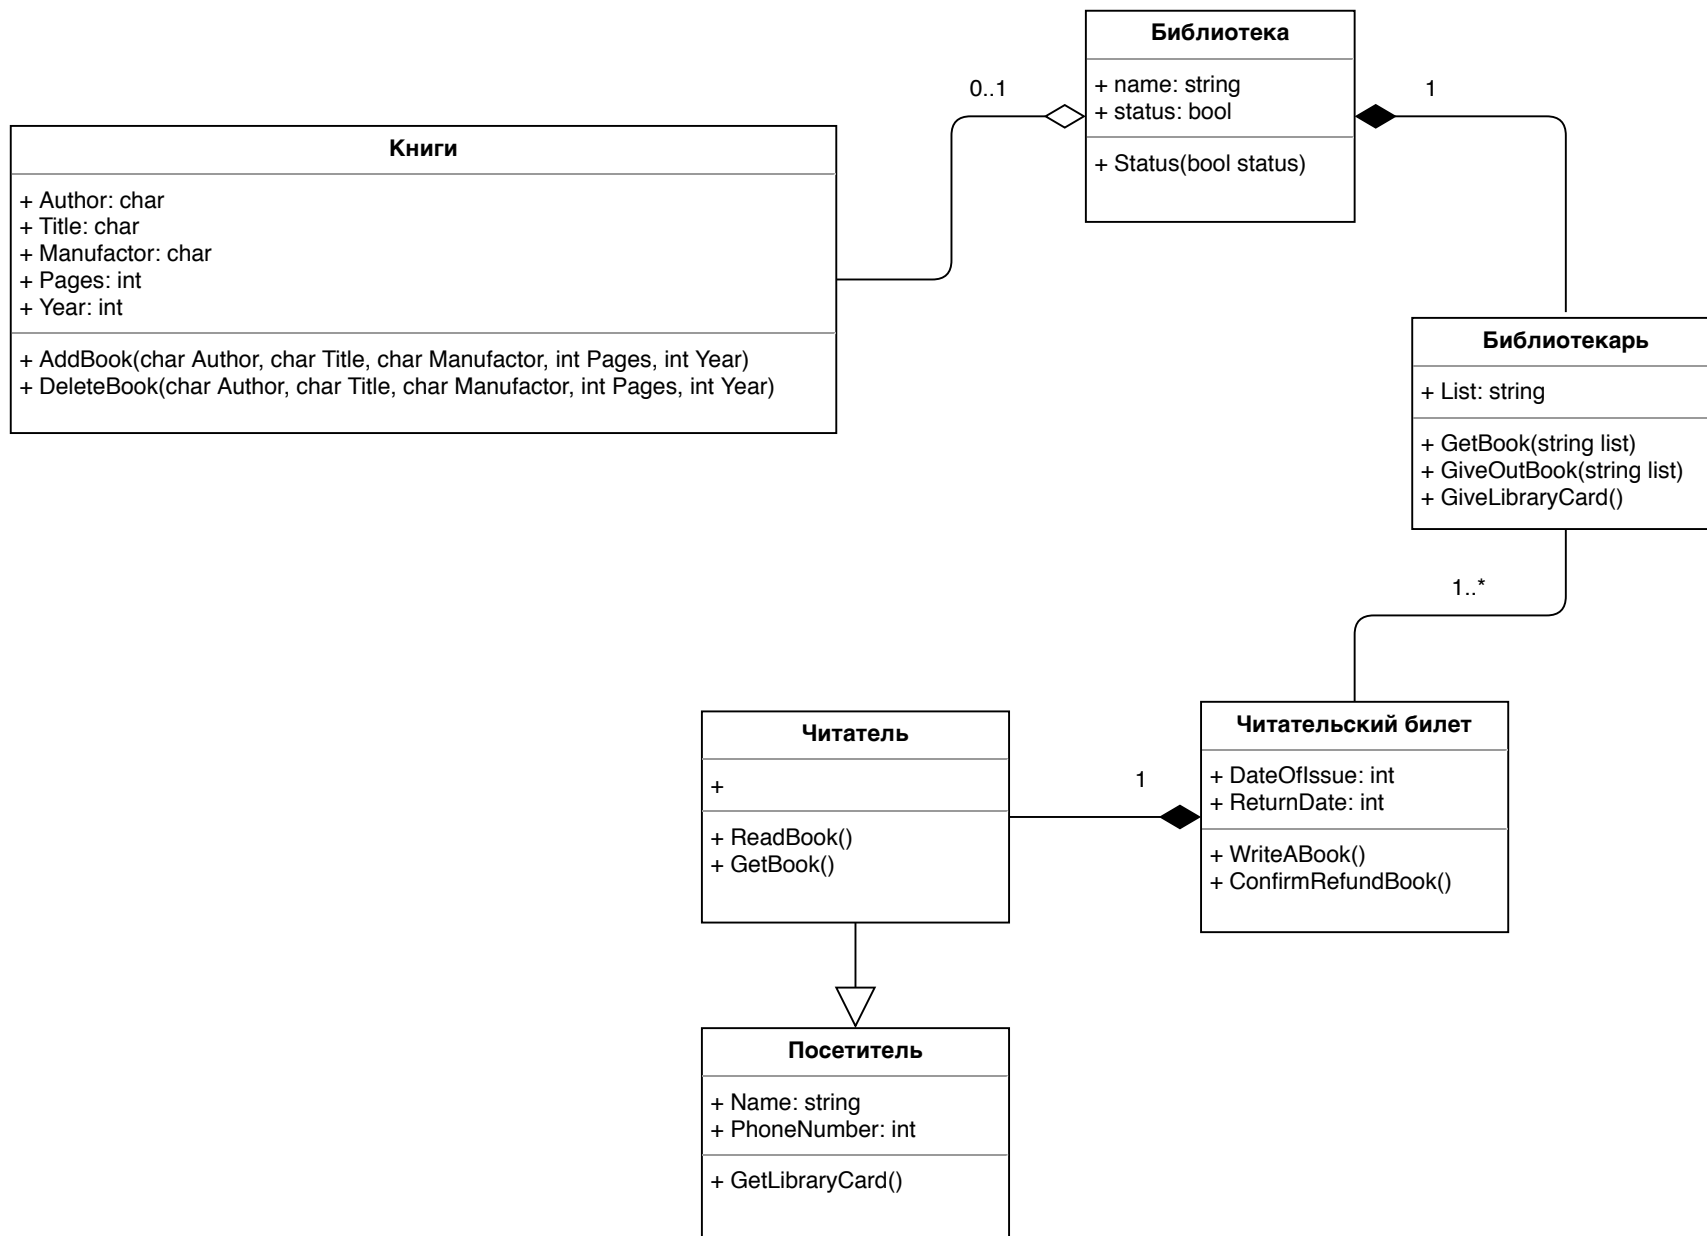 Библиотека
+ name: string
+ status: bool
+ Status(bool status)
0..1
1
Книги
+ Author: char
+ Title: char
+ Manufactor: char
+ Pages: int
+ Year: int
+ AddBook(char Author, char Title, char Manufactor, int Pages, int Year)
+ DeleteBook(char Author, char Title, char Manufactor, int Pages, int Year)
Библиотекарь
+ List: string
+ GetBook(string list)
+ GiveOutBook(string list)
+ GiveLibraryCard()
1..*
Читатель
+
+ ReadBook()
+ GetBook()
1
Читательский билет
+ DateOfIssue: int
+ ReturnDate: int
+ WriteABook()
+ ConfirmRefundBook()
Посетитель
+ Name: string
+ PhoneNumber: int
+ GetLibraryCard()